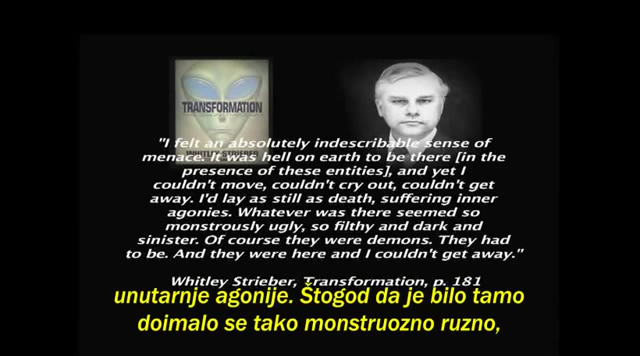 TRANSFORMATION
WHITLEY STRIEBER
"I felt an absolutely indescribable sense of
menace. It was hell on earth to be there [in the
presence of these entities], and yet I
couldn't move, couldn't cry out, couldn't get
away. I'd lay as still as death, suffering inner
agonies. Whatever was there seemed so
monstrously ugly, so filthy and dark and
sinister. Of course they were demons. They had
to be. And they were here and I couldn't get away."
Whitley Strieber, Transformation, p. 181
unutarnje agonije. Štogod da je bilo tamo
doimalo se tako monstruozno ruzno,